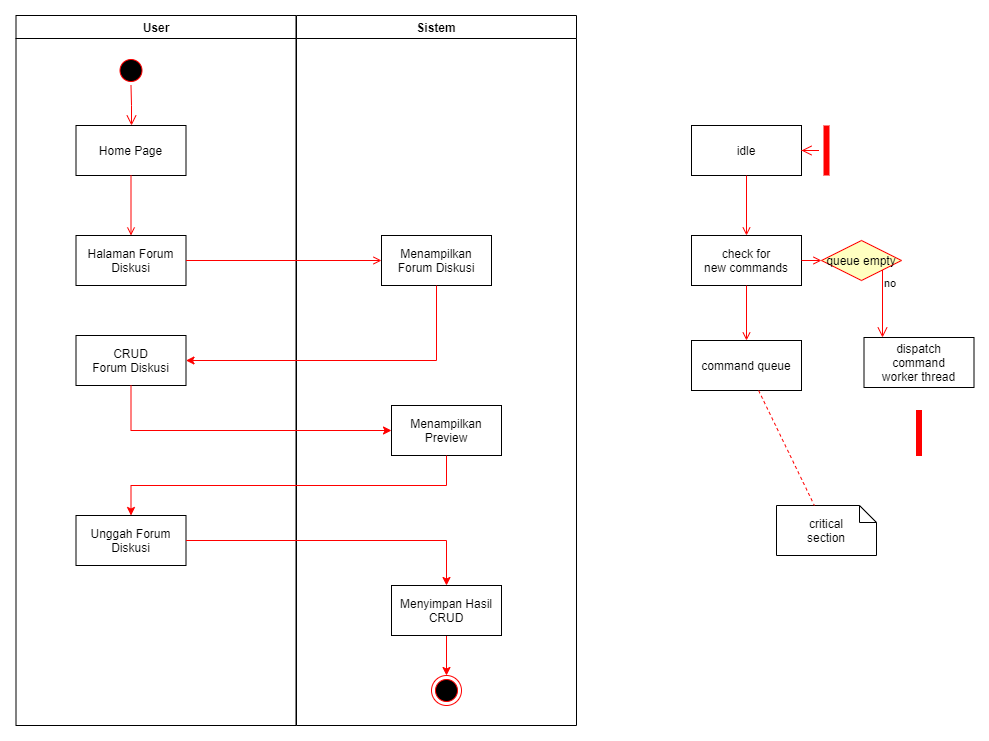 User
Sistem
Home Page
Halaman Forum
Diskusi
Menampilkan
Forum Diskusi
CRUD
Forum Diskusi
Menampilkan
Preview
Unggah Forum
Diskusi
Menyimpan Hasil
CRUD
idle
check for
new commands
queue empty
no
command queue
dispatch
command
worker thread
critical
section